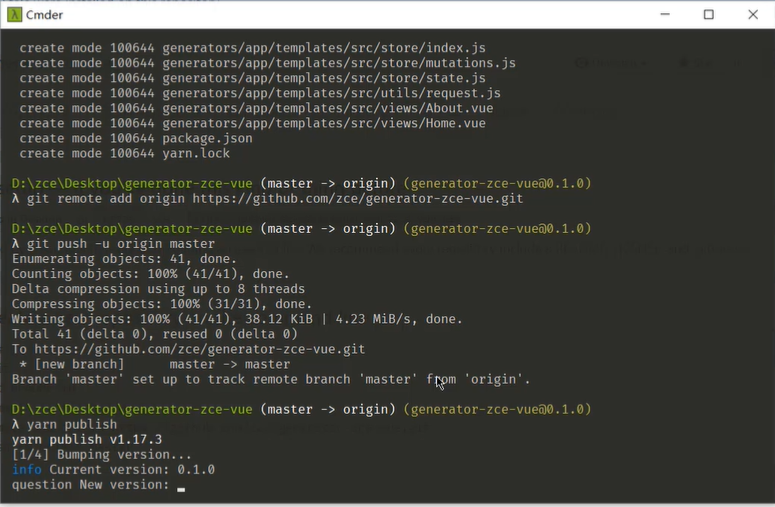 Cmder
create mode 100644 generators/app/templates/src/store/index.js
create mode 100644 generators/app/templates/src/store/mutations.js
create mode 100644 generators/app/templates/src/store/state.js
create mode 100644 generators/app/templates/src/utils/request.js
create mode 100644 generators/app/templates/src/views/About.vue
create mode 100644 generators/app/templates/src/views/Home.vue
create mode 100644 package.json
create mode 100644 yarn.lock
D:\zce\Desktop\generator-zce-vue (master -> origin) (generator-zce-vue@0.1.0)
λ git remote add origin https://github.com/zce/generator-zce-vue.git
D:\zce\Desktop\generator-zce-vue (master -> origin) (generator-zce-vue@0.1.0)
λ git push -u origin master
Enumerating objects: 41, done.
Counting objects: 100% (41/41), done.
Delta compression using up to 8 threads
Compressing objects: 100% (31/31), done.
Writing objects: 100% (41/41), 38.12 KiB | 4.23 MiB/s, done.
Total 41 (delta 0), reused 0 (delta 0)
To https://github.com/zce/generator-zce-vue.git
* [new branch]      master -> master
Branch 'master' set up to track remote branch 'master' from 'origin'.
D:\zce\Desktop\generator-zce-vue (master -> origin) (generator-zce-vue@0.1.0)
λ yarn publish
yarn publish v1.17.3
[1/4] Bumping version...
info Current version: 0.1.0
question New version: